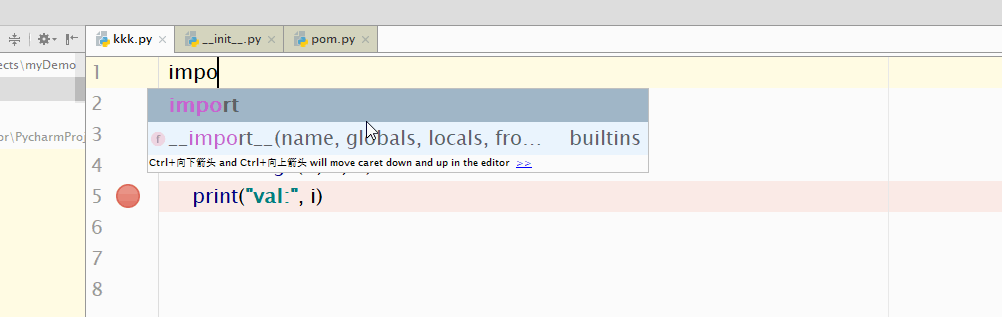 kkk.py × __init__.py × pom.py ×
ects\myDemo
1 impo
2 import
or\PycharmProj
3 __import__(name, globals, locals, fro... builtins
Ctrl+向下箭头 and Ctrl+向上箭头 will move caret down and up in the editor >>
4
5 print("val:", i)
6
7
8